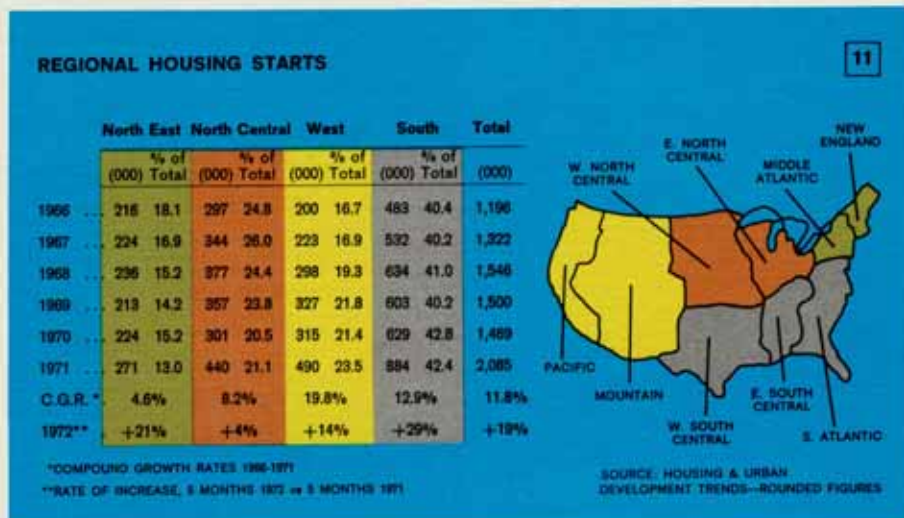 REGIONAL HOUSING STARTS
11
North East North Central West South Total
% of % of % of % of
(000) Total (000) Total (000) Total (000) Total (000)
1966 ... 216 18.1 297 24.8 200 16.7 483 40.4 1,196
1967 ... 224 16.9 344 26.0 223 16.9 532 40.2 1,322
1968 ... 236 15.2 377 24.4 298 19.3 634 41.0 1,546
1969 ... 213 14.2 357 23.8 327 21.8 603 40.2 1,500
1970 ... 224 15.2 301 20.5 315 21.4 629 42.8 1,469
1971 ... 271 13.0 440 21.1 490 23.5 884 42.4 2,085
C.G.R. *. 4.6% 8.2% 19.8% 12.9% 11.8%
1972** . +21% +4% +14% +29% +19%
*COMPOUND GROWTH RATES 1966-1971
**RATE OF INCREASE, 5 MONTHS 1972 vs 5 MONTHS 1971
NEW
ENGLAND
E. NORTH
CENTRAL
MIDDLE
ATLANTIC
W. NORTH
CENTRAL
PACIFIC
MOUNTAIN
E. SOUTH
CENTRAL
W. SOUTH
CENTRAL
S. ATLANTIC
SOURCE: HOUSING & URBAN
DEVELOPMENT TRENDS—ROUNDED FIGURES